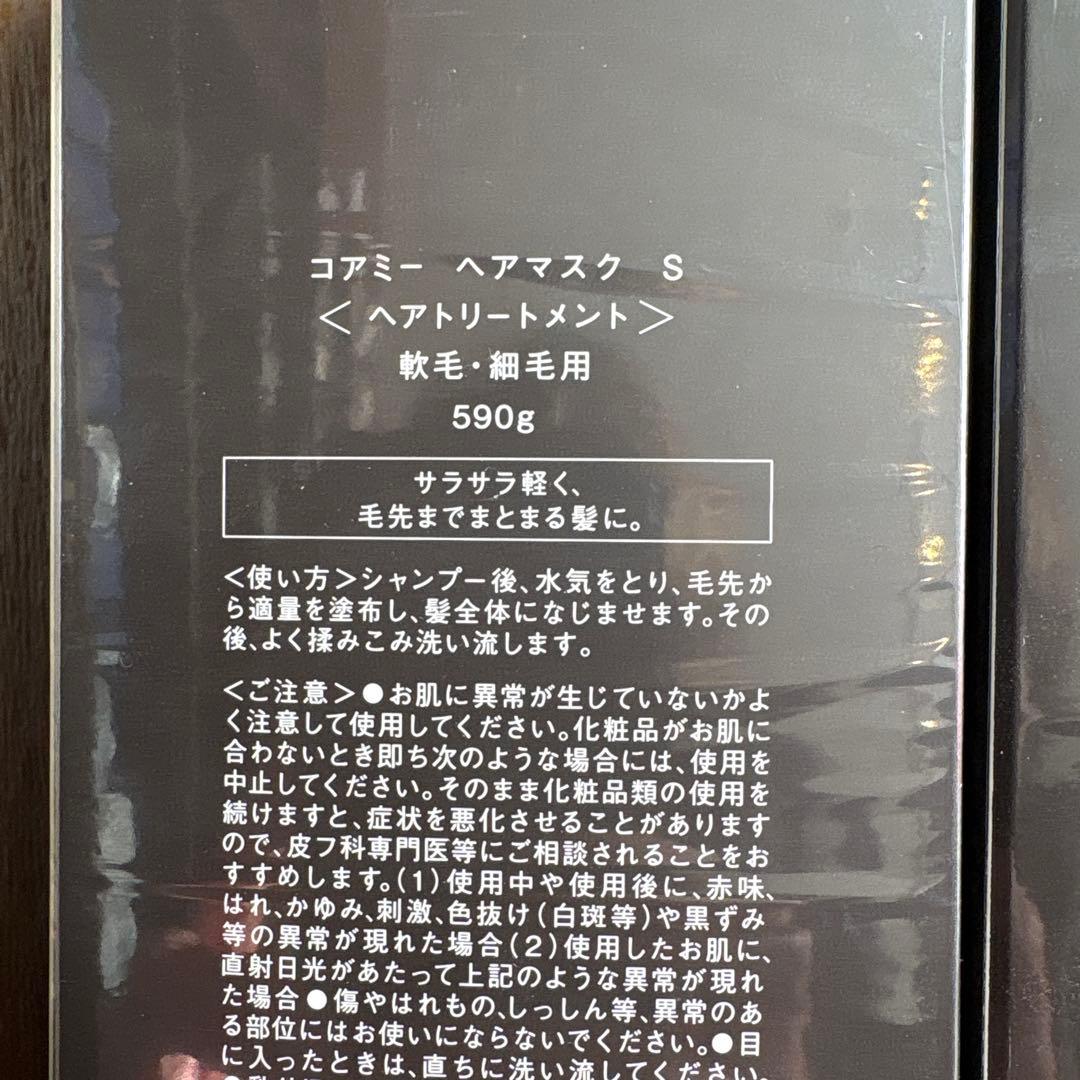 コアミー　ヘアマスク　S
＜ ヘアトリートメント＞
軟毛・細毛用
590g
サラサラ軽く、
毛先までまとまる髪に。
＜使い方＞シャンプー後、水気をとり、毛先か
ら適量を塗布し、髪全体になじませます。その
後、よく揉みこみ洗い流します。
＜ご注意＞●お肌に異常が生じていないかよ
く注意して使用してください。化粧品がお肌に
合わないとき即ち次のような場合には、使用を
中止してください。そのまま化粧品類の使用を
続けますと、症状を悪化させることがあります
ので、皮フ科専門医等にご相談されることをお
すすめします。（1）使用中や使用後に、赤味、
はれ、かゆみ、刺激、色抜け（白斑等）や黒ずみ
等の異常が現れた場合（2）使用したお肌に、
直射日光があたって上記のような異常が現れ
た場合●傷やはれもの、しっしん等、異常のあ
る部位にはお使いにならないでください。●目
に入ったときは、直ちに洗い流してください。